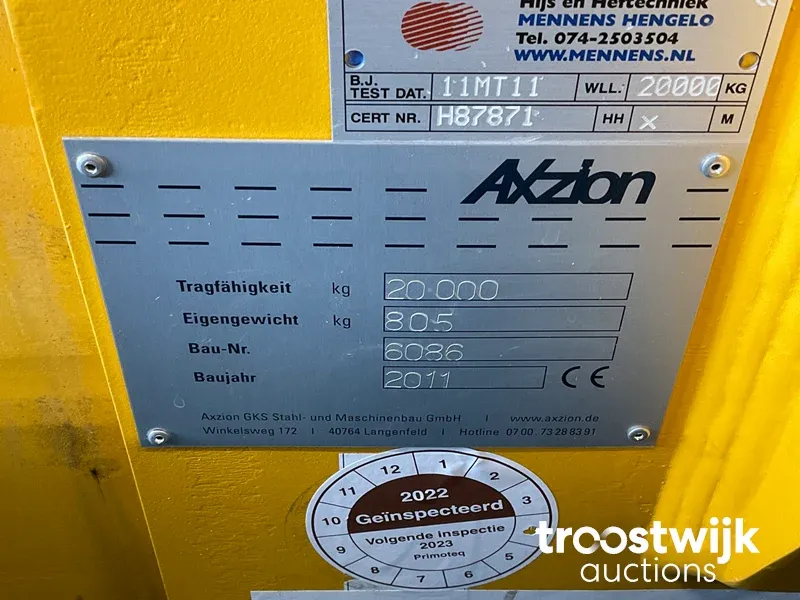 Hijs en Heftechniek
MENNENS HENGELO
Tel. 074-2503504
WWW.MENNENS.NL
B.J. TEST DAT. 11MT11 WLL. 20000 KG
CERT NR. H87871 HH X M
AXzion
Tragfähigkeit kg 20 000
Eigengewicht kg 805
Bau-Nr. 6086
Baujahr 2011 CE
Axzion GKS Stahl- und Maschinenbau GmbH | www.axzion.de
Winkelsweg 172 | 40764 Langenfeld | Hotline 07 00. 73 28 83 91
12 1 2 3 5 6 7 8 9 10 11
2022
Geïnspecteerd
Volgende Inspectie
2023
Primoteq
troostwijk
auctions